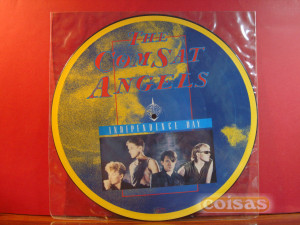 THE
COMSAT
ANGELS
INDEPENDENCE DAY
coisas